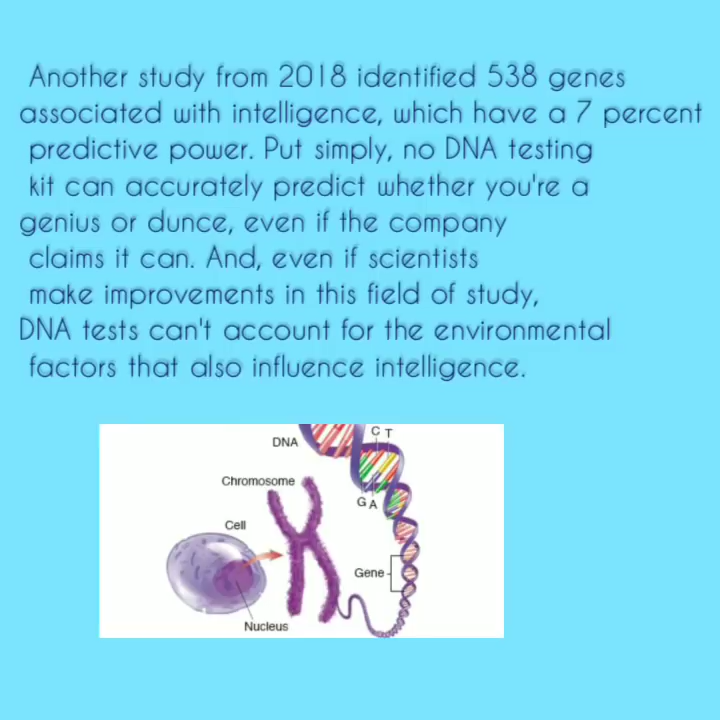 Another study from 2018 identified 538 genes
associated with intelligence, which have a 7 percent
predictive power. Put simply, no DNA testing
kit can accurately predict whether you're a
genius or dunce, even if the company
claims it can. And, even if scientists
make improvements in this field of study,
DNA tests can't account for the environmental
factors that also influence intelligence.
C T
DNA
Chromosome
G A
Cell
Gene
Nucleus